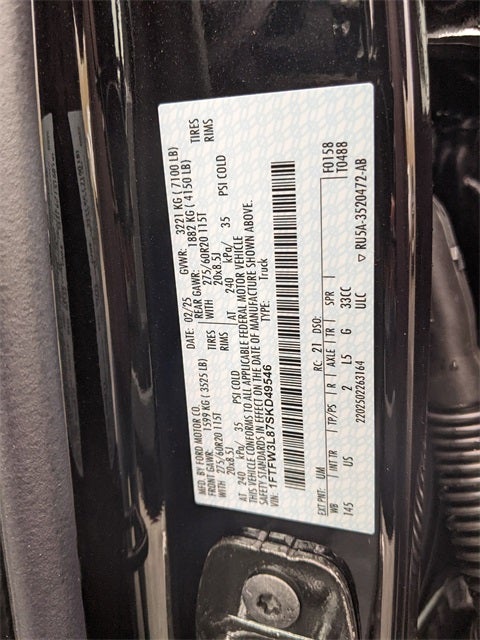 MFD. BY FORD MOTOR CO.
DATE: 02/25 GVWR: 3221 KG ( 7100 LB)
FRONT GAWR: 1599 KG ( 3525 LB) REAR GAWR: 1882 KG ( 4150 LB)
WITH 275/60R20 115T TIRES WITH 275/60R20 115T TIRES
20x8.5J RIMS 20x8.5J RIMS
AT 240 kPa/ 35 PSI COLD AT 240 kPa/ 35 PSI COLD
THIS VEHICLE CONFORMS TO ALL APPLICABLE FEDERAL MOTOR VEHICLE
SAFETY STANDARDS IN EFFECT ON THE DATE OF MANUFACTURE SHOWN ABOVE.
VIN: 1FTFW3L87SKD49546 TYPE: Truck
F0158
T0488
EXT PNT: UM RC: 21 DSO:
WB INT TR TP/PS R AXLE TR SPR
145 US 2 L5 G 33CC
ULC
2202502263164 ▽ RU5A-3520472-AB